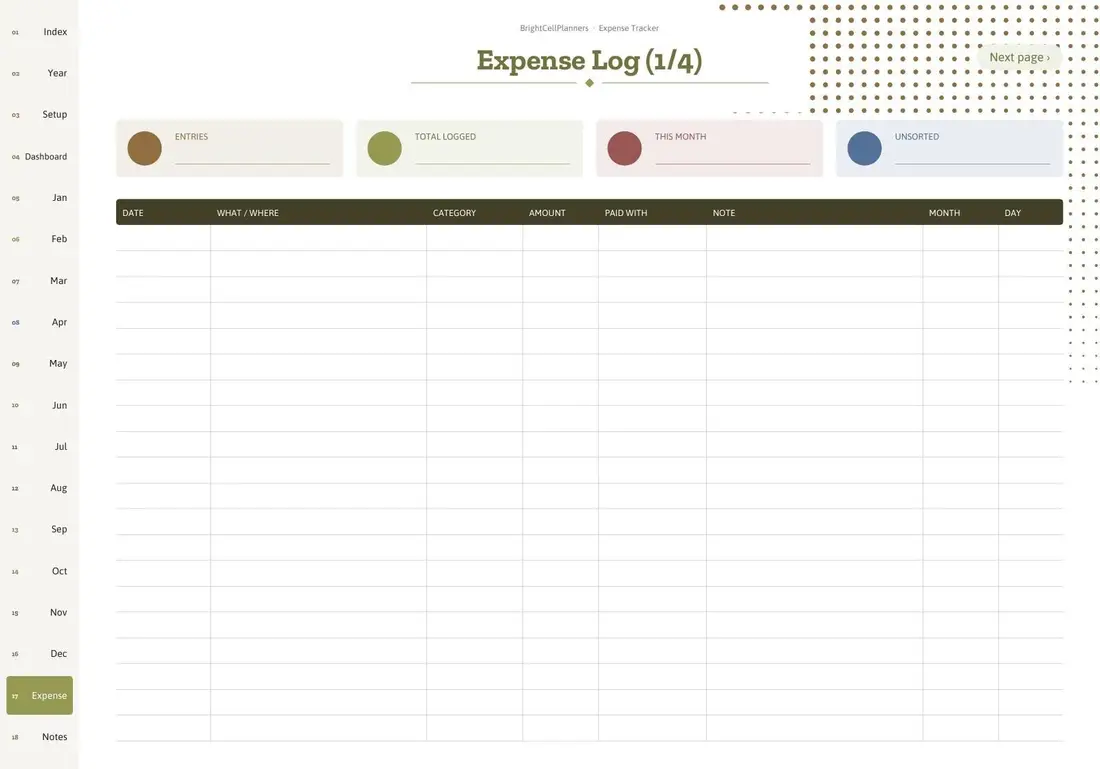 01 Index
02 Year
03 Setup
04 Dashboard
05 Jan
06 Feb
07 Mar
08 Apr
09 May
10 Jun
11 Jul
12 Aug
13 Sep
14 Oct
15 Nov
16 Dec
17 Expense
18 Notes
BrightCellPlanners · Expense Tracker
Expense Log (1/4)
Next page ›
ENTRIES
TOTAL LOGGED
THIS MONTH
UNSORTED
DATE WHAT / WHERE CATEGORY AMOUNT PAID WITH NOTE MONTH DAY